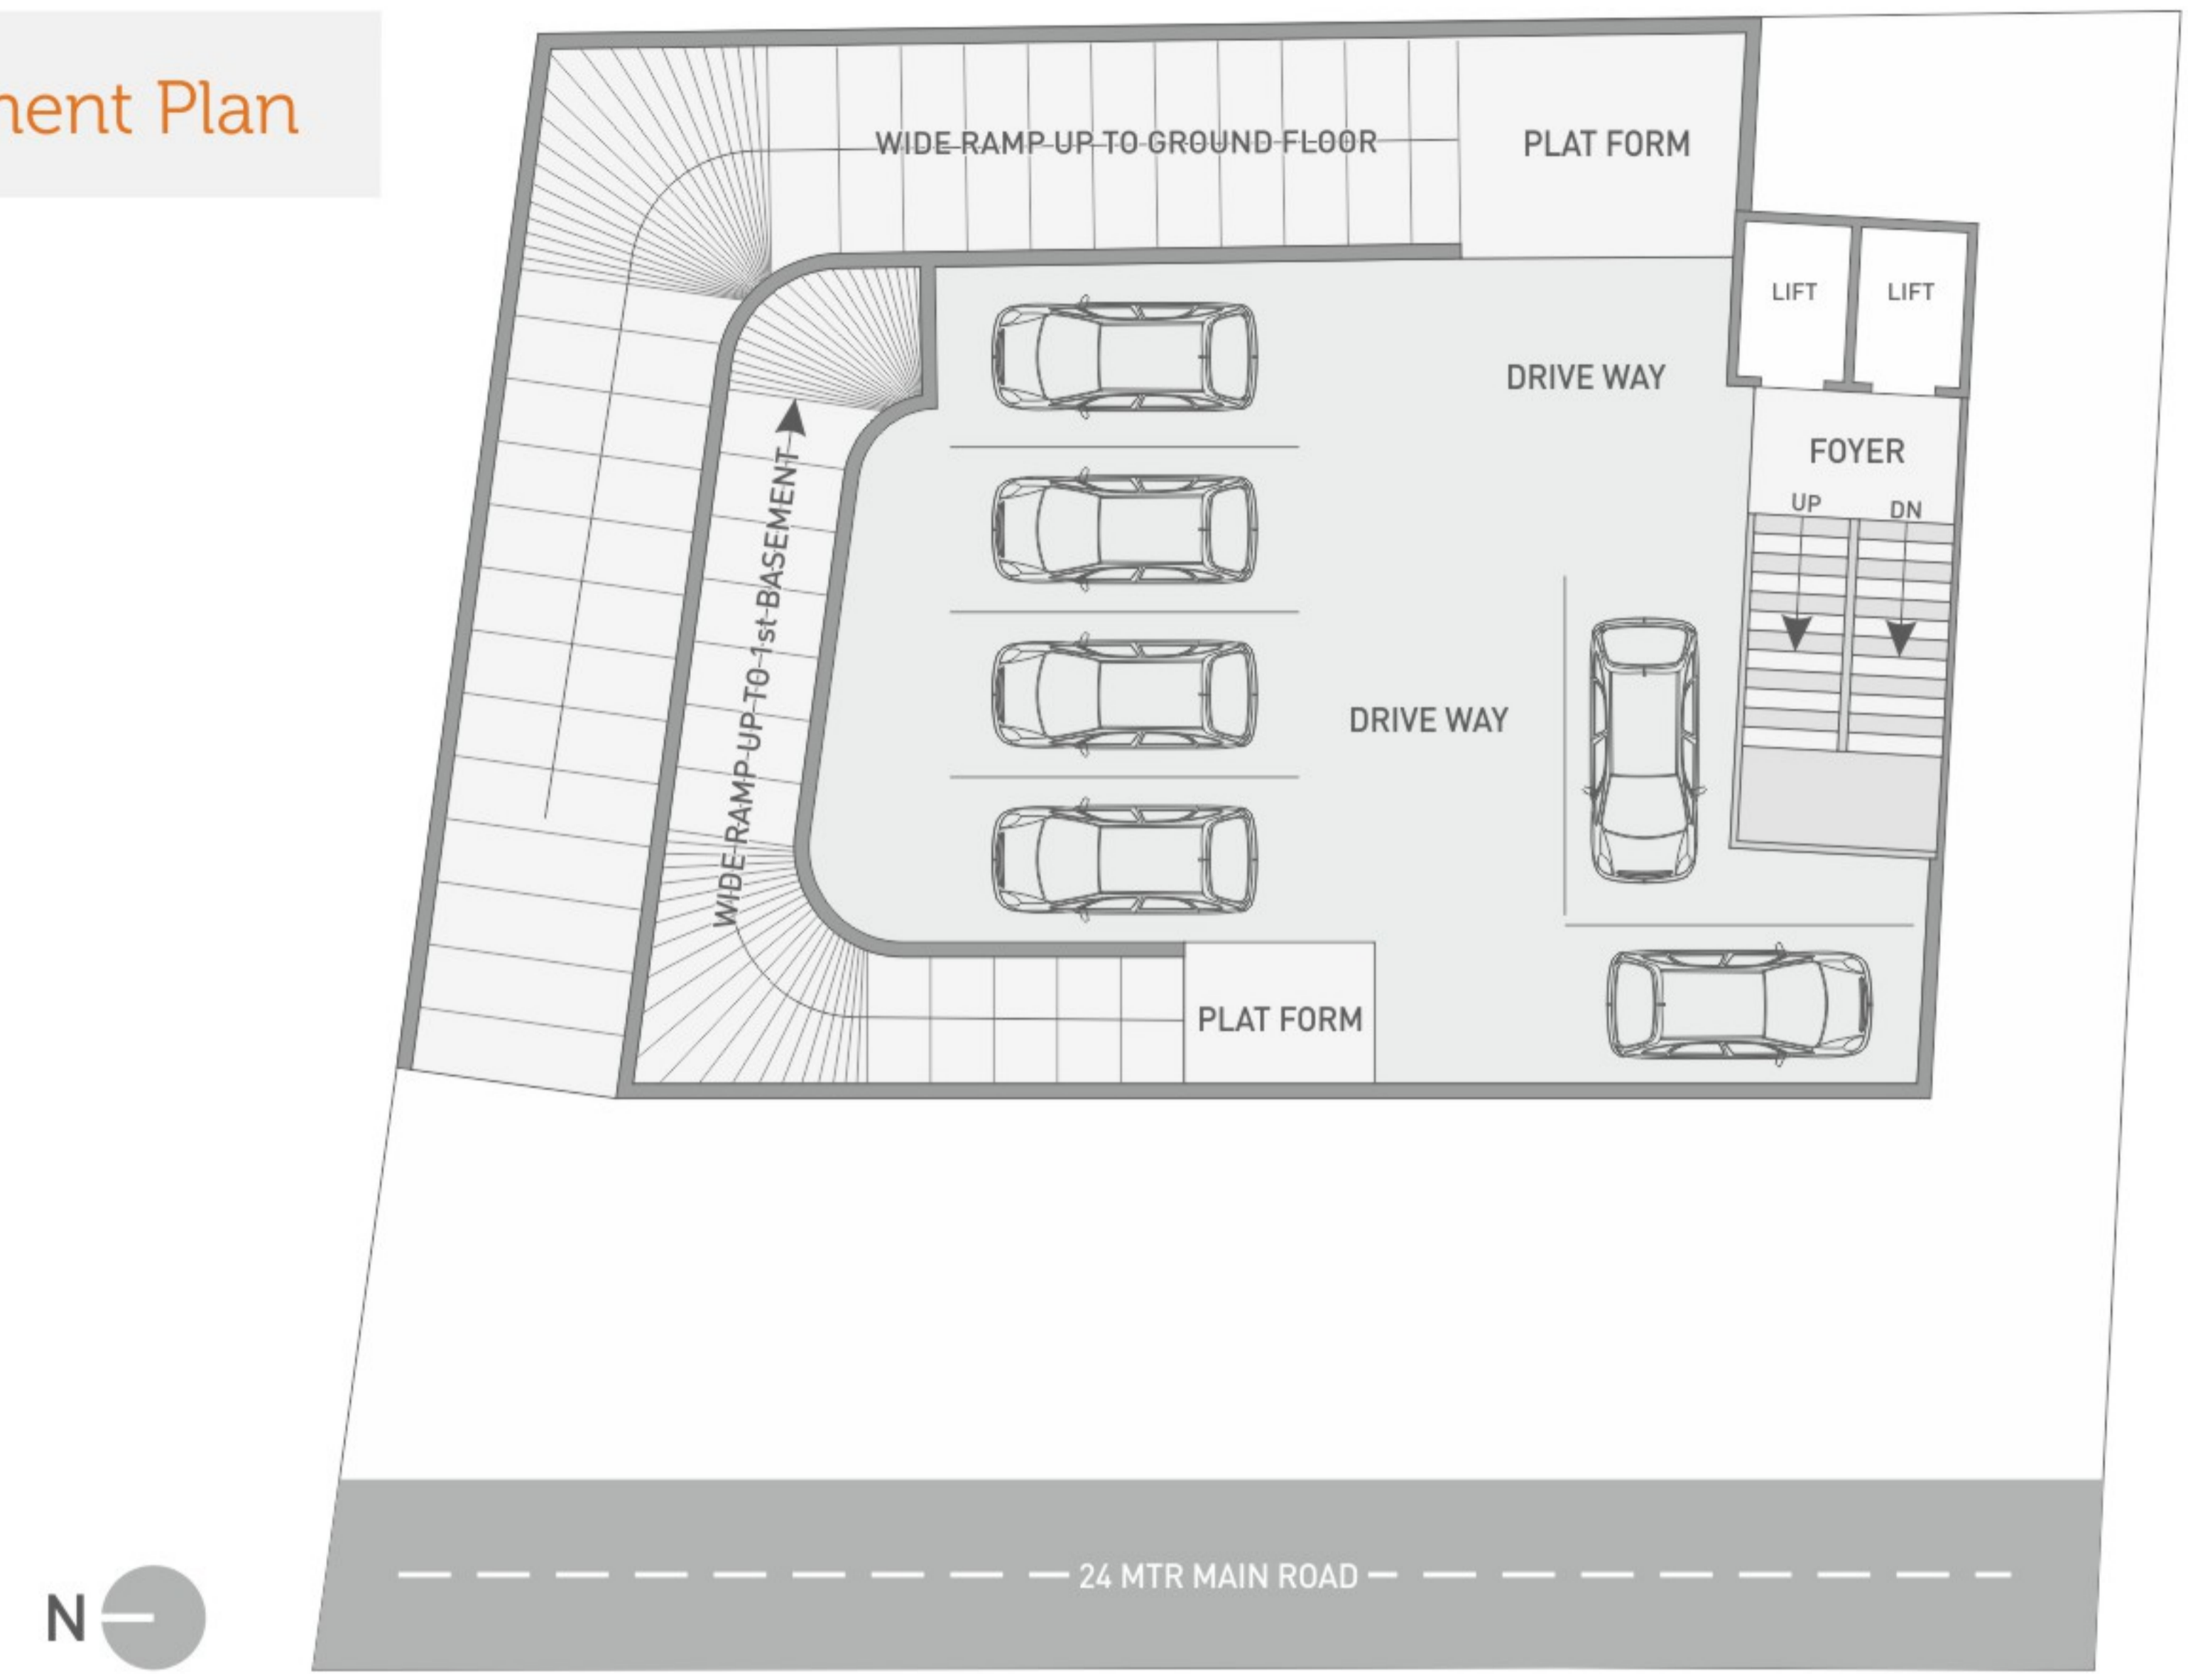 Plan
WIDE RAMP UP TO GROUND FLOOR
PLAT FORM
LIFT
LIFT
DRIVE WAY
FOYER
UP
DN
WIDE RAMP UP TO 1st BASEMENT
DRIVE WAY
PLAT FORM
24 MTR MAIN ROAD
N